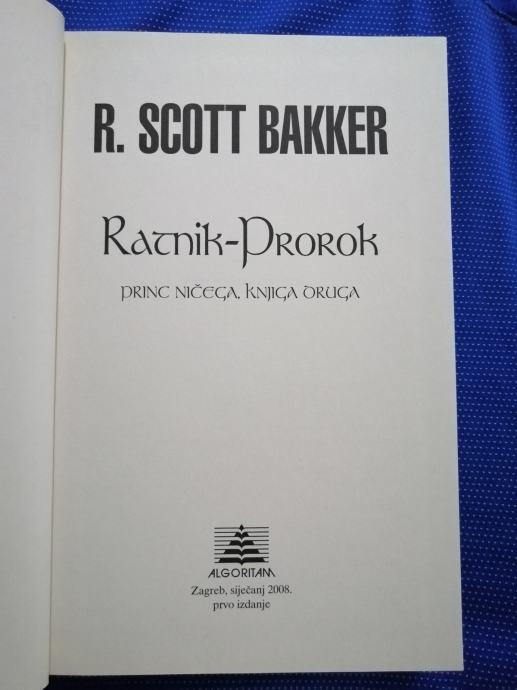 R. SCOTT BAKKER
Ratnik-Prorok
PRINC NIČEGA, KNJIGA DRUGA
ALGORITAM
Zagreb, siječanj 2008.
prvo izdanje